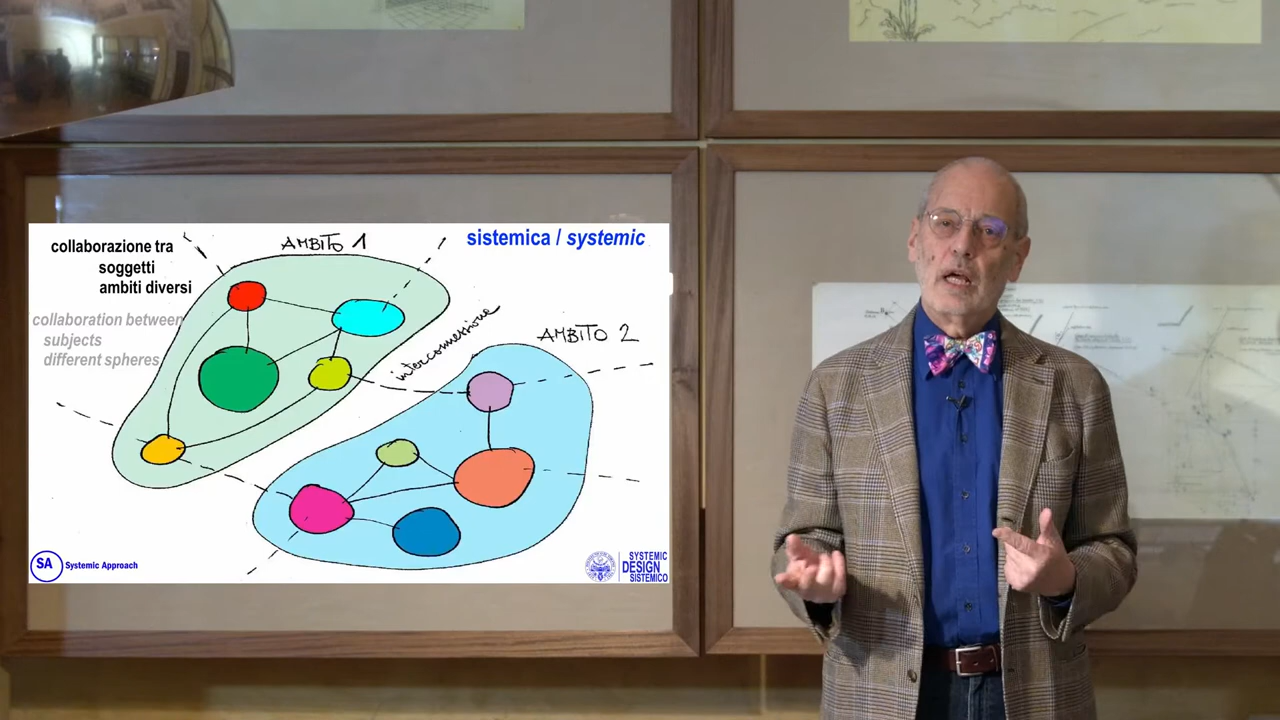 collaborazione tra
soggetti
ambiti diversi
collaboration between
subjects
different spheres
AMBITO 1
sistemica / systemic
interconnessione
AMBITO 2
SA
Systemic Approach
SYSTEMIC
DESIGN
SISTEMICO